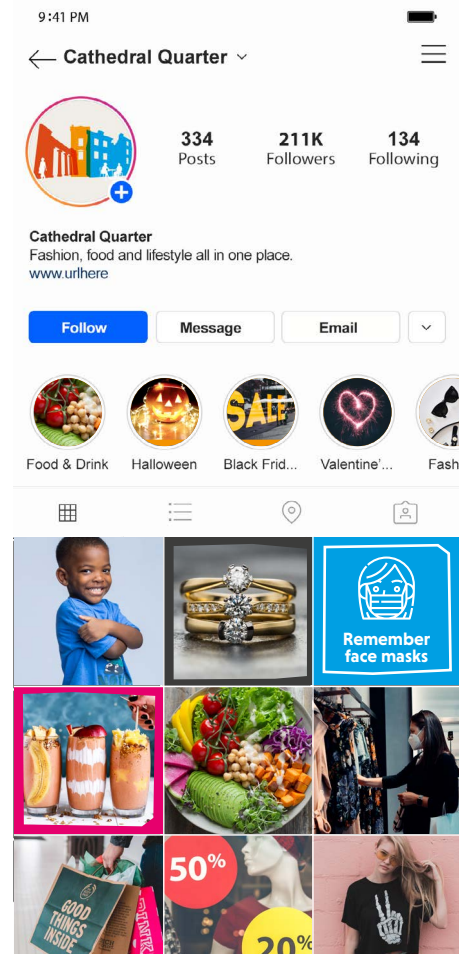 9:41 PM
Cathedral Quarter
334
211K
134
Posts
Followers
Following
Cathedral Quarter
Fashion, food and lifestyle all in one place.
www.urlhere
Follow
Message
Email
SALE
Food & Drink
Halloween
Black Frid...
Valentine'...
Fash
Remember
face masks
GOOD
THINGS
INSIDE
PINK
50%
20%